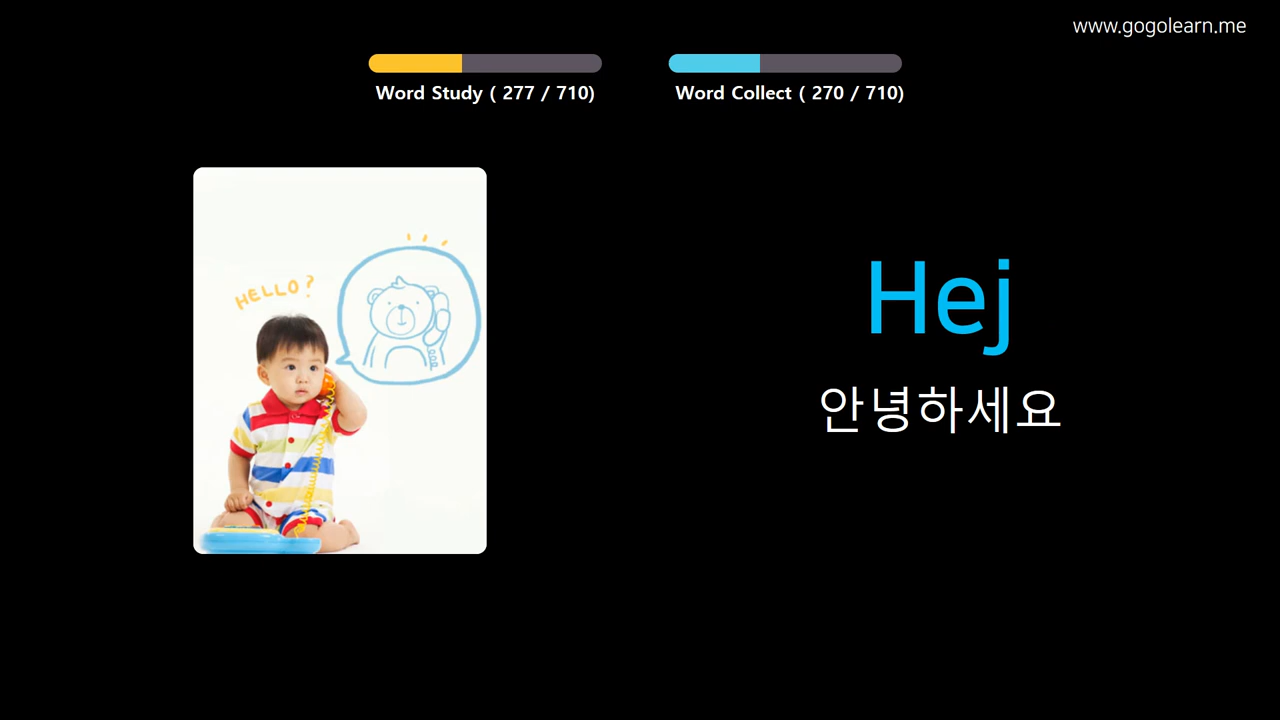 www.gogolearn.me
Word Study ( 277 / 710)
Word Collect ( 270 / 710)
HELLO?
Hej
안녕하세요